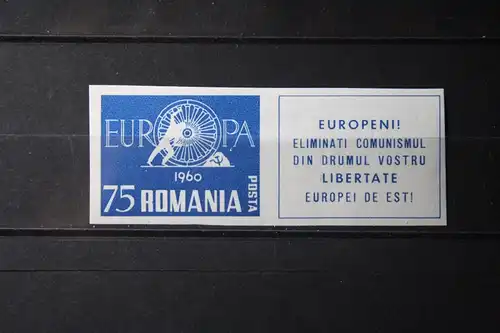 EUROPA
1960
75 ROMANIA
POSTA
EUROPENI!
ELIMINATI COMUNISMUL
DIN DRUMUL VOSTRU
LIBERTATE
EUROPEI DE EST!